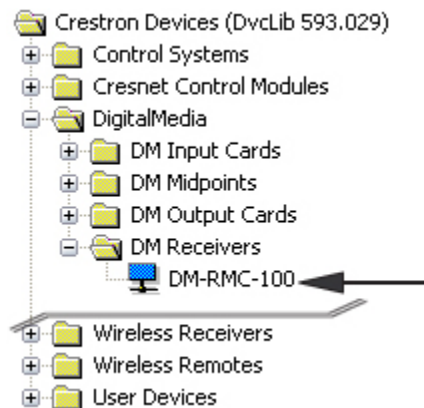 Crestron Devices (DvcLib 593.029)
Control Systems
Cresnet Control Modules
DigitalMedia
DM Input Cards
DM Midpoints
DM Output Cards
DM Receivers
DM-RMC-100
Wireless Receivers
Wireless Remotes
User Devices